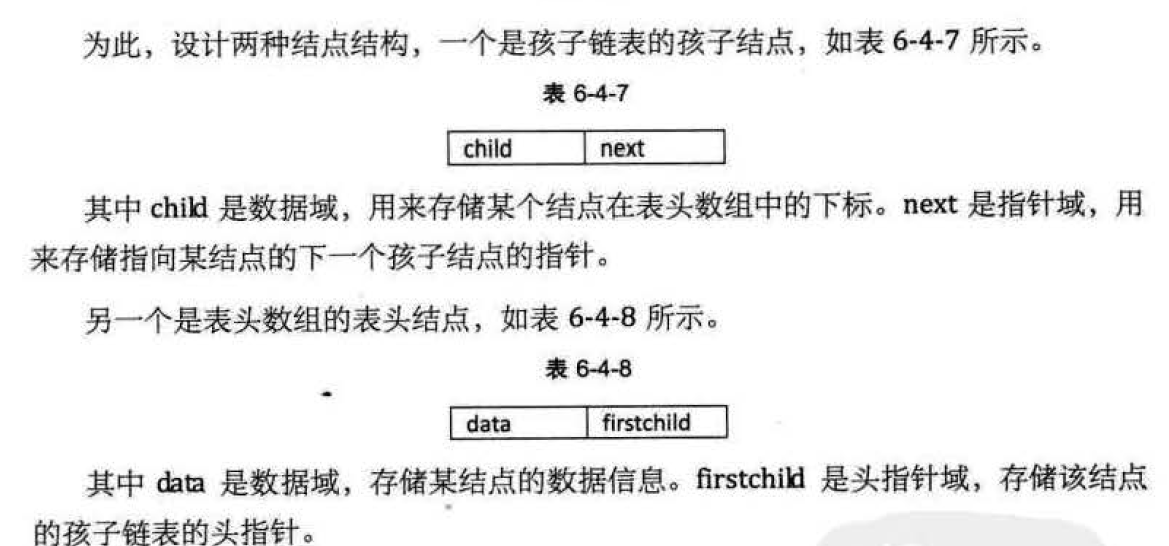 为此，设计两种结点结构，一个是孩子链表的孩子结点，如表 6-4-7 所示。
表 6-4-7
child next
其中 child 是数据域，用来存储某个结点在表头数组中的下标。next 是指针域，用
来存储指向某结点的下一个孩子结点的指针。
另一个是表头数组的表头结点，如表 6-4-8 所示。
表 6-4-8
data firstchild
其中 data 是数据域，存储某结点的数据信息。firstchild 是头指针域，存储该结点
的孩子链表的头指针。